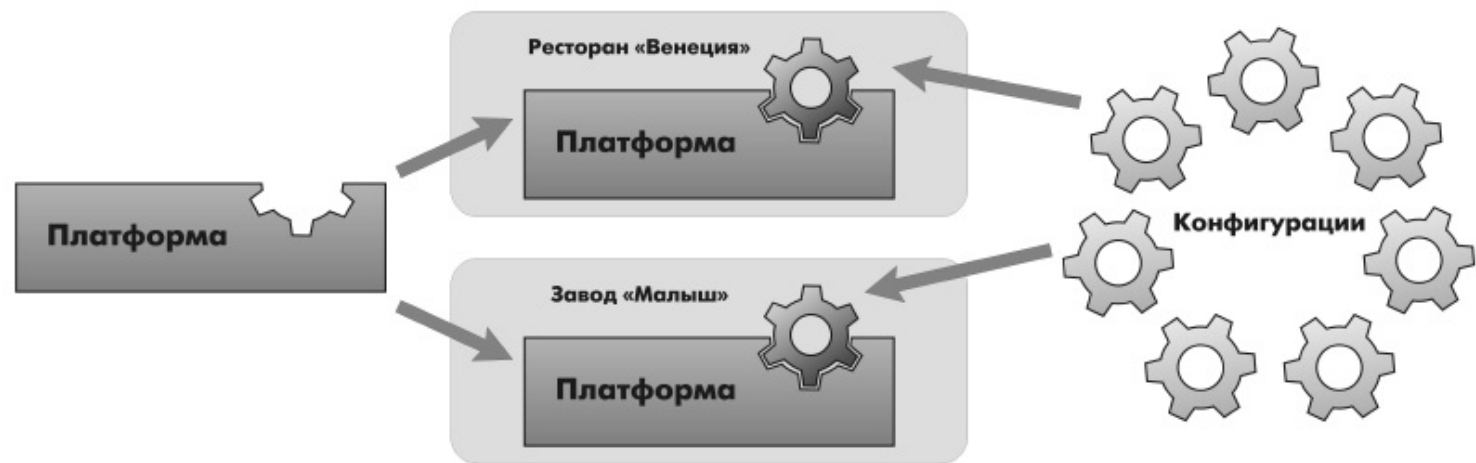 Ресторан «Венеция»
Платформа
Платформа
Конфигурации
Завод «Малыш»
Платформа